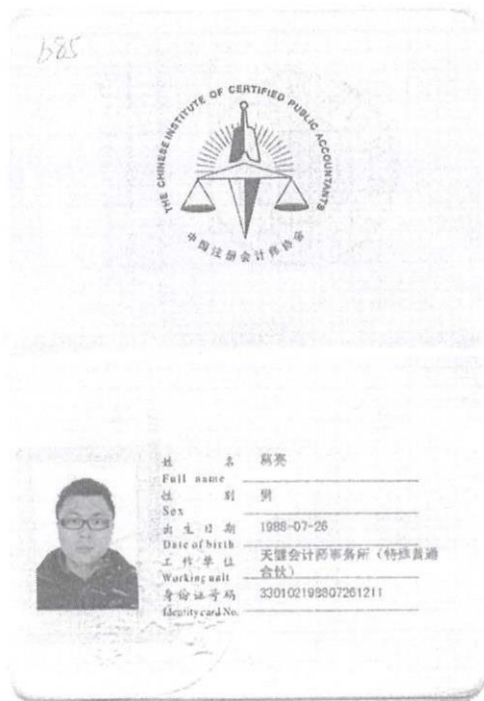 685
THE CHINESE INSTITUTE OF CERTIFIED PUBLIC ACCOUNTANTS
中国注册会计师协会
姓 名
Full name
性 别 男
Sex
出生日期 1988-07-26
Date of birth
工作单位 天健会计师事务所（特殊普通
Working unit 合伙）
身份证号码 330102198807261211
Identity card No.